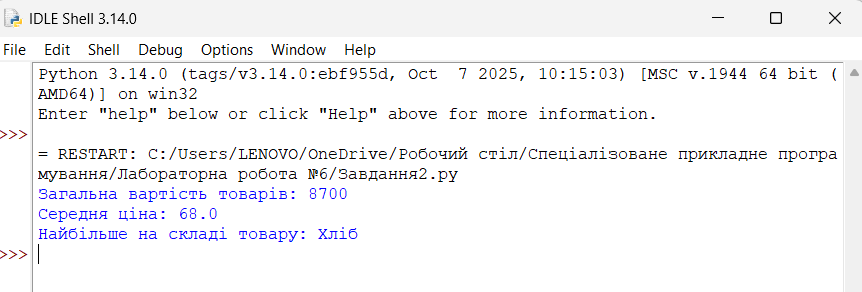 IDLE Shell 3.14.0
File Edit Shell Debug Options Window Help
Python 3.14.0 (tags/v3.14.0:ebf955d, Oct  7 2025, 10:15:03) [MSC v.1944 64 bit (
AMD64)] on win32
Enter "help" below or click "Help" above for more information.
>>>
= RESTART: C:/Users/LENOVO/OneDrive/Робочий стіл/Спеціалізоване прикладне програ
мування/Лабораторна робота №6/Завдання2.py
Загальна вартість товарів: 8700
Середня ціна: 68.0
Найбільше на складі товару: Хліб
>>>